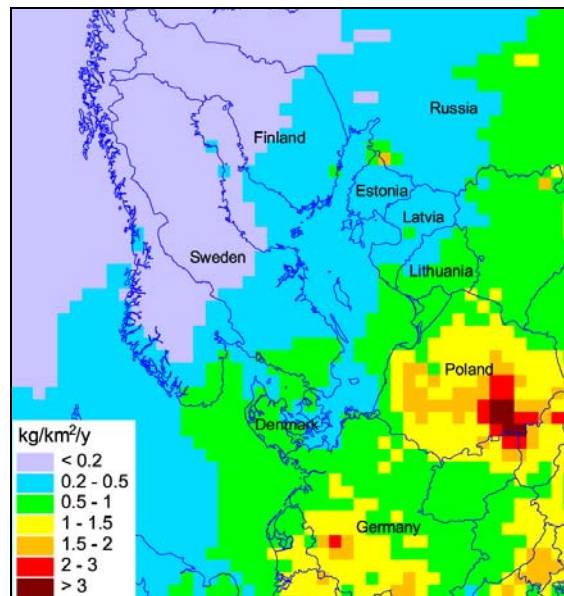 Russia
Finland
Estonia
Latvia
Sweden
Lithuania
Poland
Denmark
Germany
kg/km²/y
< 0.2
0.2 - 0.5
0.5 - 1
1 - 1.5
1.5 - 2
2 - 3
> 3